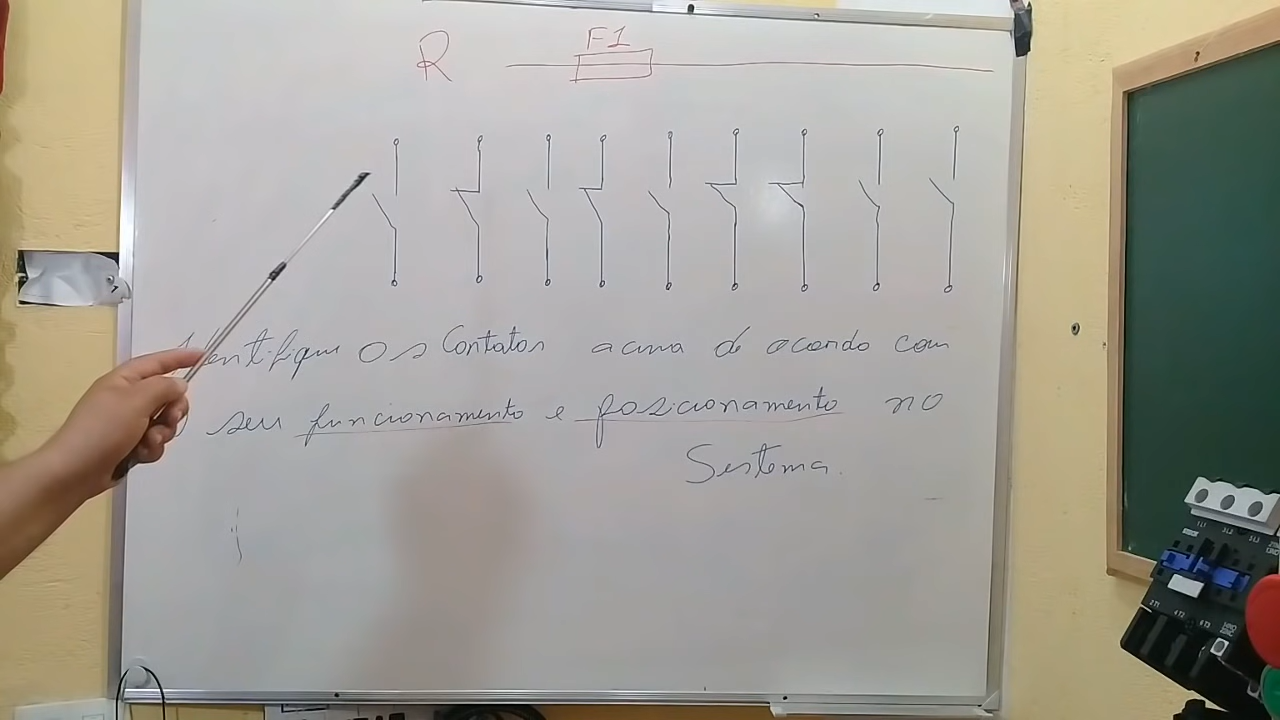 R F1
Identifique os Contatos acima de acordo com
seu funcionamento e posicionamento no
Sistema.